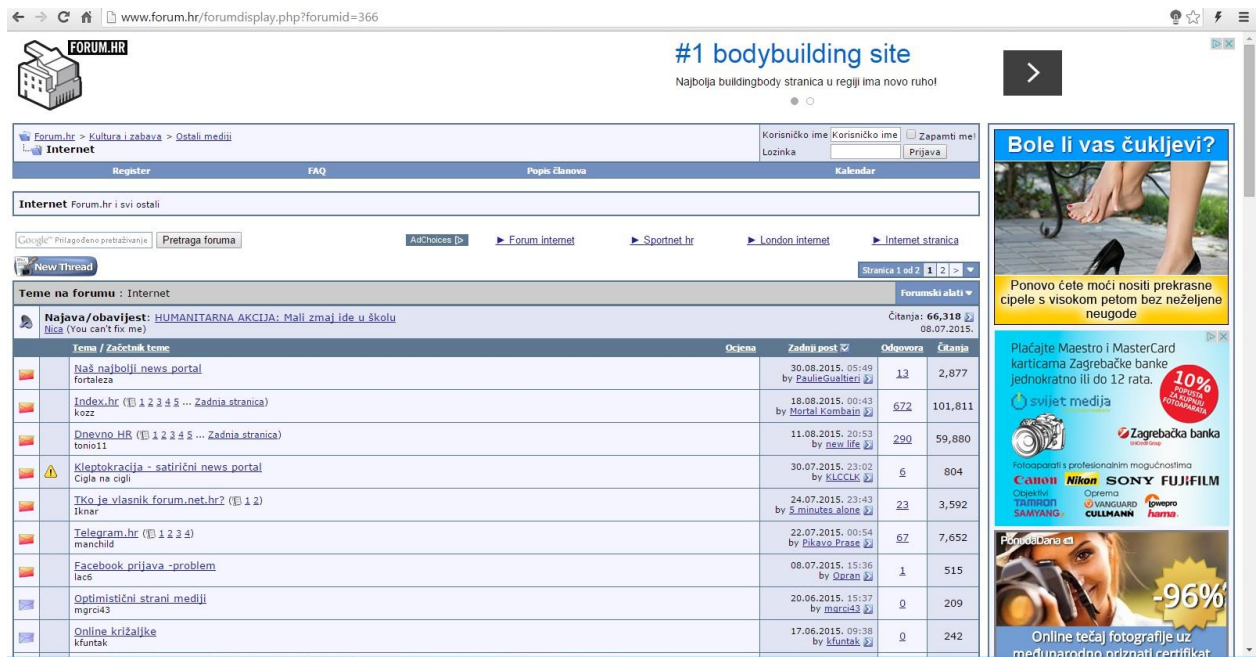 www.forum.hr/forumdisplay.php?forumid=366
FORUM.HR
#1 bodybuilding site
Najbolja buildingbody stranica u regiji ima novo ruho!
Forum.hr > Kultura i zabava > Ostali mediji
Internet
Korisničko ime Korisničko ime Zapamti me!
Lozinka Prijava
Register FAQ Popis članova Kalendar
Internet Forum.hr i svi ostali
Google™ Prilagođeno pretraživanje Pretraga foruma
AdChoices Forum internet Sportnet hr London internet Internet stranica
New Thread
Stranica 1 od 2 1 2 >
Teme na forumu : Internet Forumski alati
Najava/obavijest: HUMANITARNA AKCIJA: Mali zmaj ide u školu Čitanja: 66,318
Nica (You can't fix me) 08.07.2015.
Tema / Začetnik teme Ocjena Zadnji post Odgovora Čitanja
Naš najbolji news portal 30.08.2015. 05:49 13 2,877
fortaleza by PaulieGualtieri
Index.hr (1 2 3 4 5 ... Zadnja stranica) 18.08.2015. 00:43 672 101,811
kozz by Mortal Kombain
Dnevno HR (1 2 3 4 5 ... Zadnja stranica) 11.08.2015. 20:53 290 59,880
tonio11 by new life
Kleptokracija - satirični news portal 30.07.2015. 23:02 6 804
Cigla na cigli by KLCCLK
TKo je vlasnik forum.net.hr? (1 2) 24.07.2015. 23:43 23 3,592
Iknar by 5 minutes alone
Telegram.hr (1 2 3 4) 22.07.2015. 00:54 67 7,652
manchild by Pikavo Prase
Facebook prijava -problem 08.07.2015. 15:36 1 515
lac6 by Opran
Optimistični strani mediji 20.06.2015. 15:37 0 209
mgrci43 by mgrci43
Online križaljke 17.06.2015. 09:38 0 242
kfuntak by kfuntak
Bole li vas čukljevi?
Ponovo ćete moći nositi prekrasne
cipele s visokom petom bez neželjene
neugode
Plaćajte Maestro i MasterCard
karticama Zagrebačke banke
jednokratno ili do 12 rata.
10%
POPUSTA
ZA KUPNJU
FOTOAPARATA
svijet medija
Zagrebačka banka
UniCredit Group
Fotoaparati s profesionalnim mogućnostima
Canon Nikon SONY FUJIFILM
Objektivi Oprema
TAMRON VANGUARD lowepro
SAMYANG CULLMANN hama
PonudaDana
-96%
Online tečaj fotografije uz
međunarodno priznati certifikat